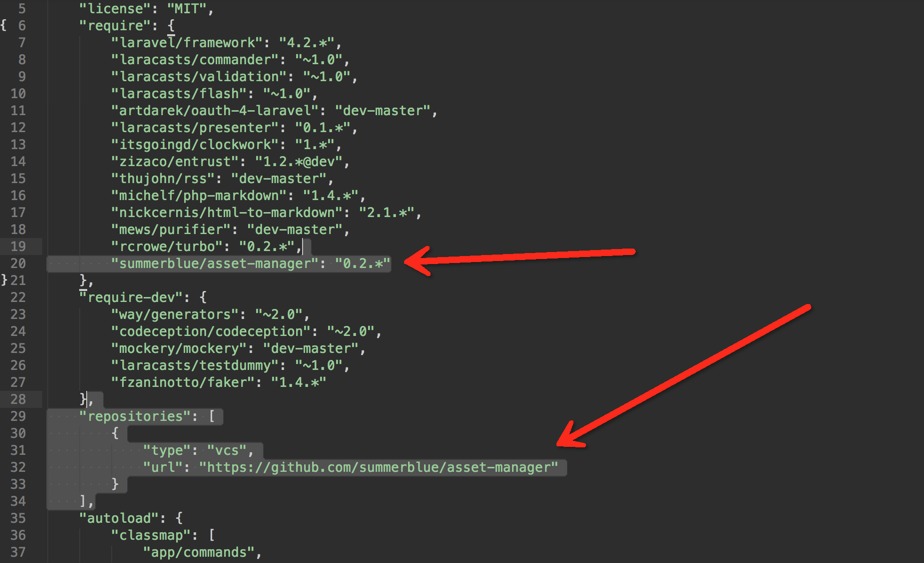 5 "license": "MIT",
{ 6 "require": {
7 "laravel/framework": "4.2.*",
8 "laracasts/commander": "~1.0",
9 "laracasts/validation": "~1.0",
10 "laracasts/flash": "~1.0",
11 "artdarek/oauth-4-laravel": "dev-master",
12 "laracasts/presenter": "0.1.*",
13 "itsgoingd/clockwork": "1.*",
14 "zizaco/entrust": "1.2.*@dev",
15 "thujohn/rss": "dev-master",
16 "michelf/php-markdown": "1.4.*",
17 "nickcernis/html-to-markdown": "2.1.*",
18 "mews/purifier": "dev-master",
19 "rcrowe/turbo": "0.2.*",
20 "summerblue/asset-manager": "0.2.*"
} 21 },
22 "require-dev": {
23 "way/generators": "~2.0",
24 "codeception/codeception": "~2.0",
25 "mockery/mockery": "dev-master",
26 "laracasts/testdummy": "~1.0",
27 "fzaninotto/faker": "1.4.*"
28 },
29 "repositories": [
30 {
31 "type": "vcs",
32 "url": "https://github.com/summerblue/asset-manager"
33 }
34 ],
35 "autoload": {
36 "classmap": [
37 "app/commands",